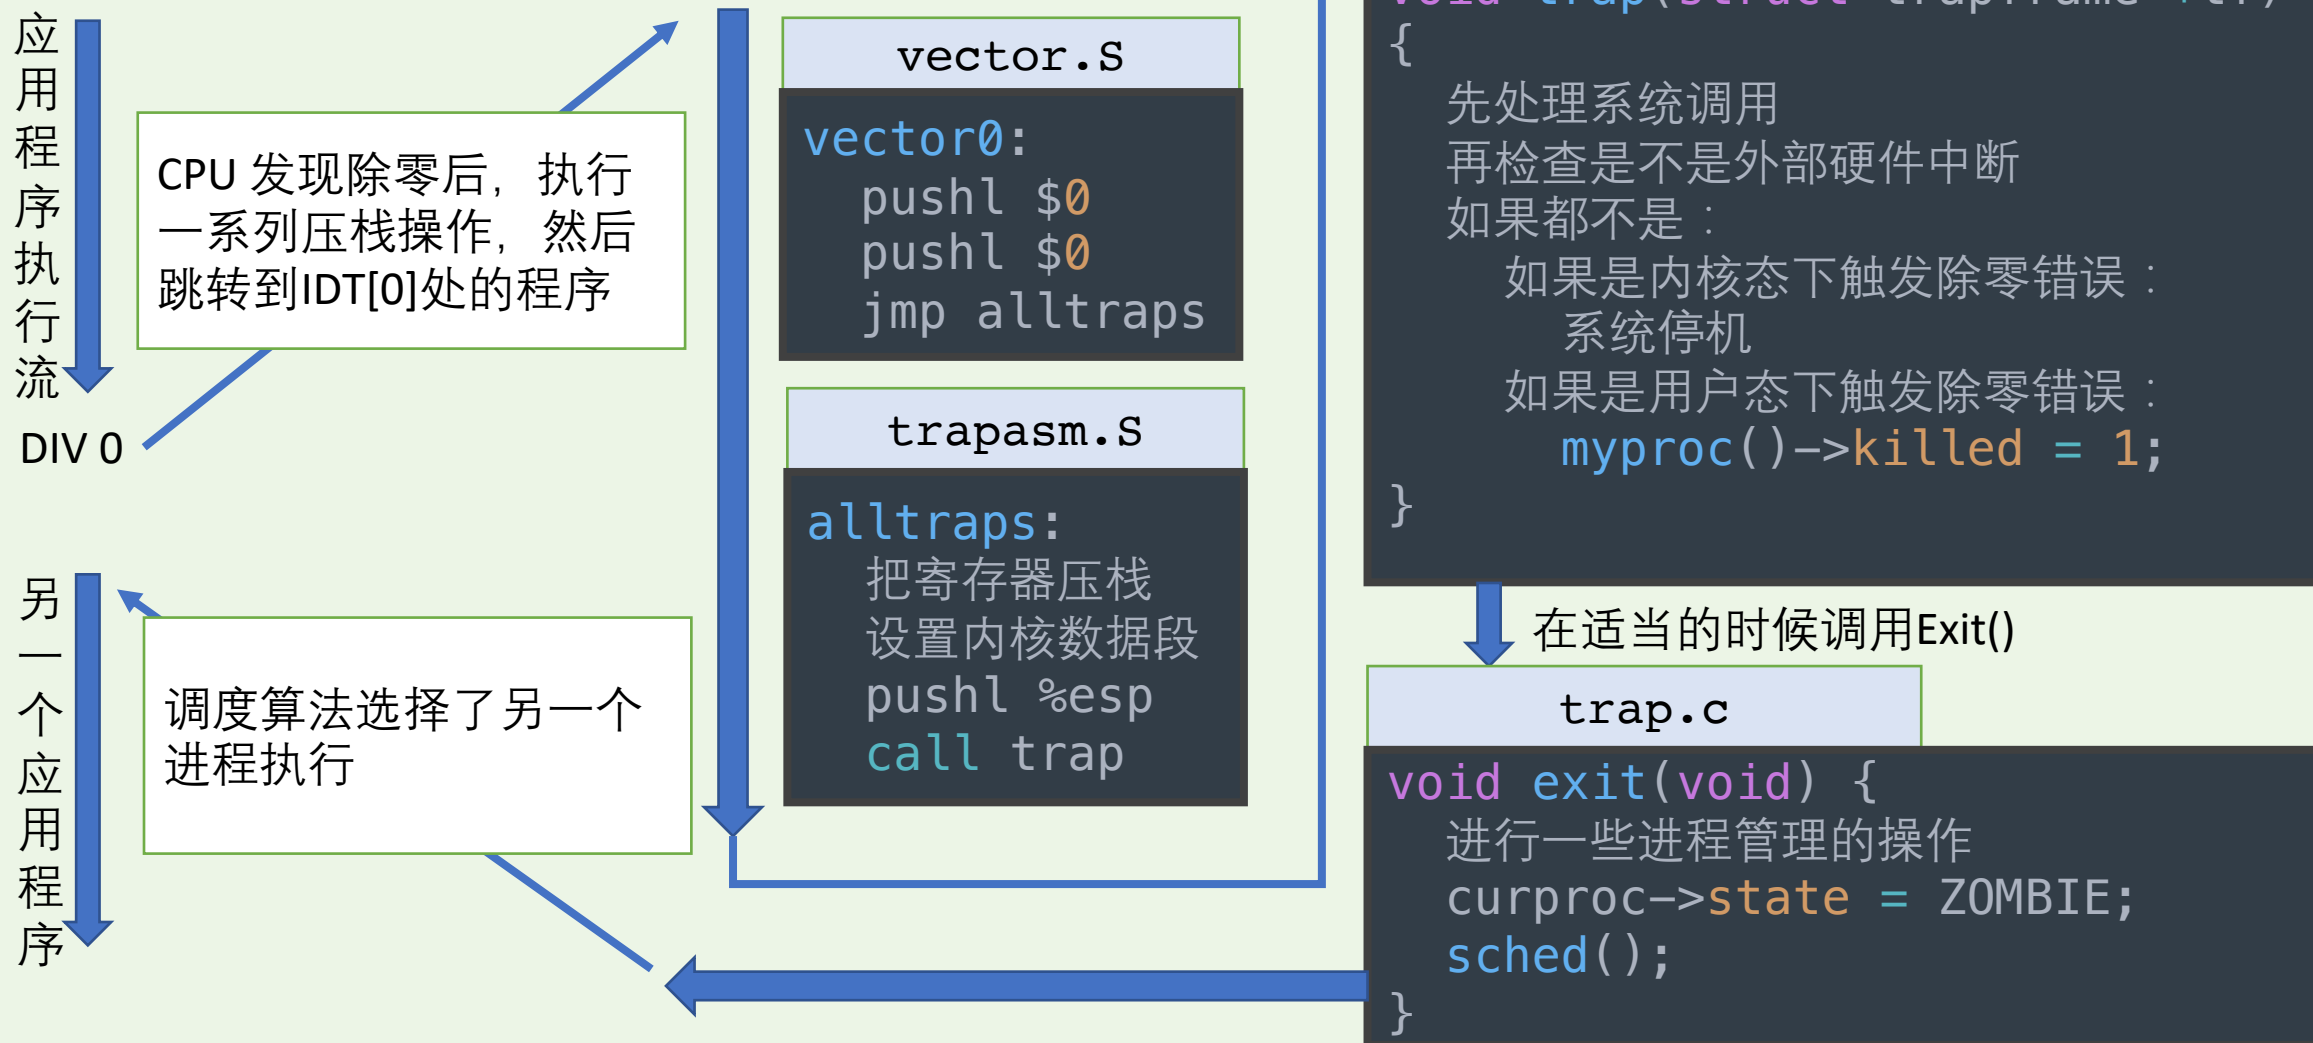 应用程序执行流
DIV 0
CPU 发现除零后，执行
一系列压栈操作，然后
跳转到IDT[0]处的程序
vector.S
vector0:
pushl $0
pushl $0
jmp alltraps
trapasm.S
alltraps:
把寄存器压栈
设置内核数据段
pushl %esp
call trap
void trap(struct trapframe *tf)
{
先处理系统调用
再检查是不是外部硬件中断
如果都不是：
如果是内核态下触发除零错误：
系统停机
如果是用户态下触发除零错误：
myproc()->killed = 1;
}
在适当的时候调用Exit()
trap.c
void exit(void) {
进行一些进程管理的操作
curproc->state = ZOMBIE;
sched();
}
调度算法选择了另一个
进程执行
另一个应用程序